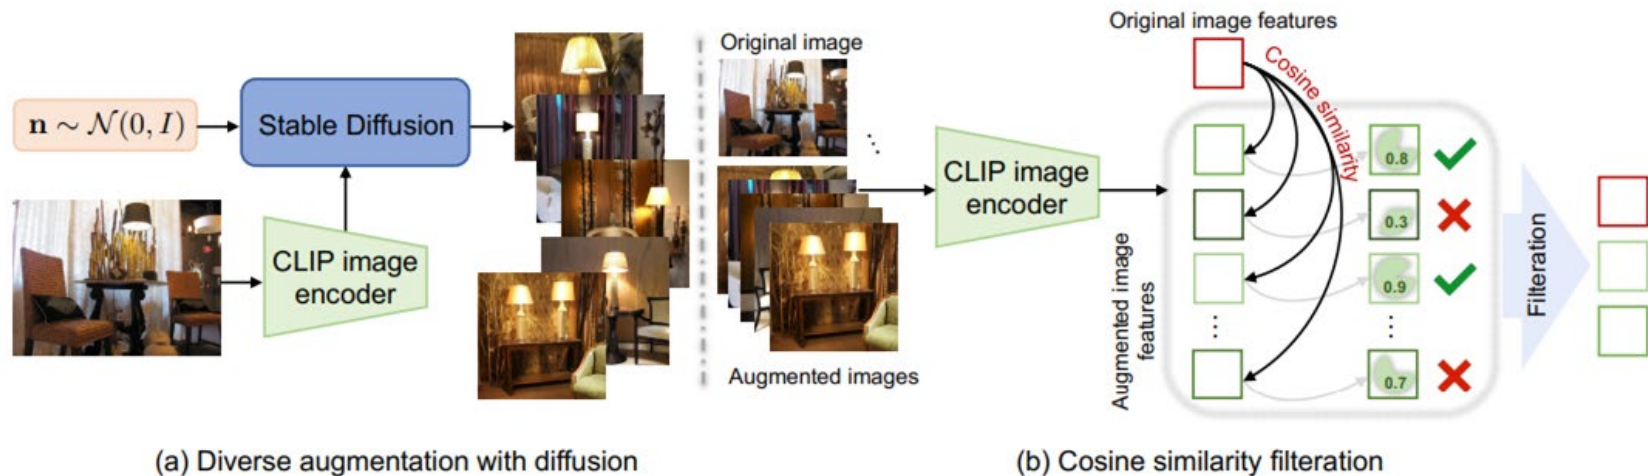 n ∼ N(0, I)
Stable Diffusion
CLIP image
encoder
(a) Diverse augmentation with diffusion
Original image
Augmented images
CLIP image
encoder
Original image features
Cosine similarity
Augmented image
features
0.8
0.3
0.9
0.7
Filteration
(b) Cosine similarity filteration